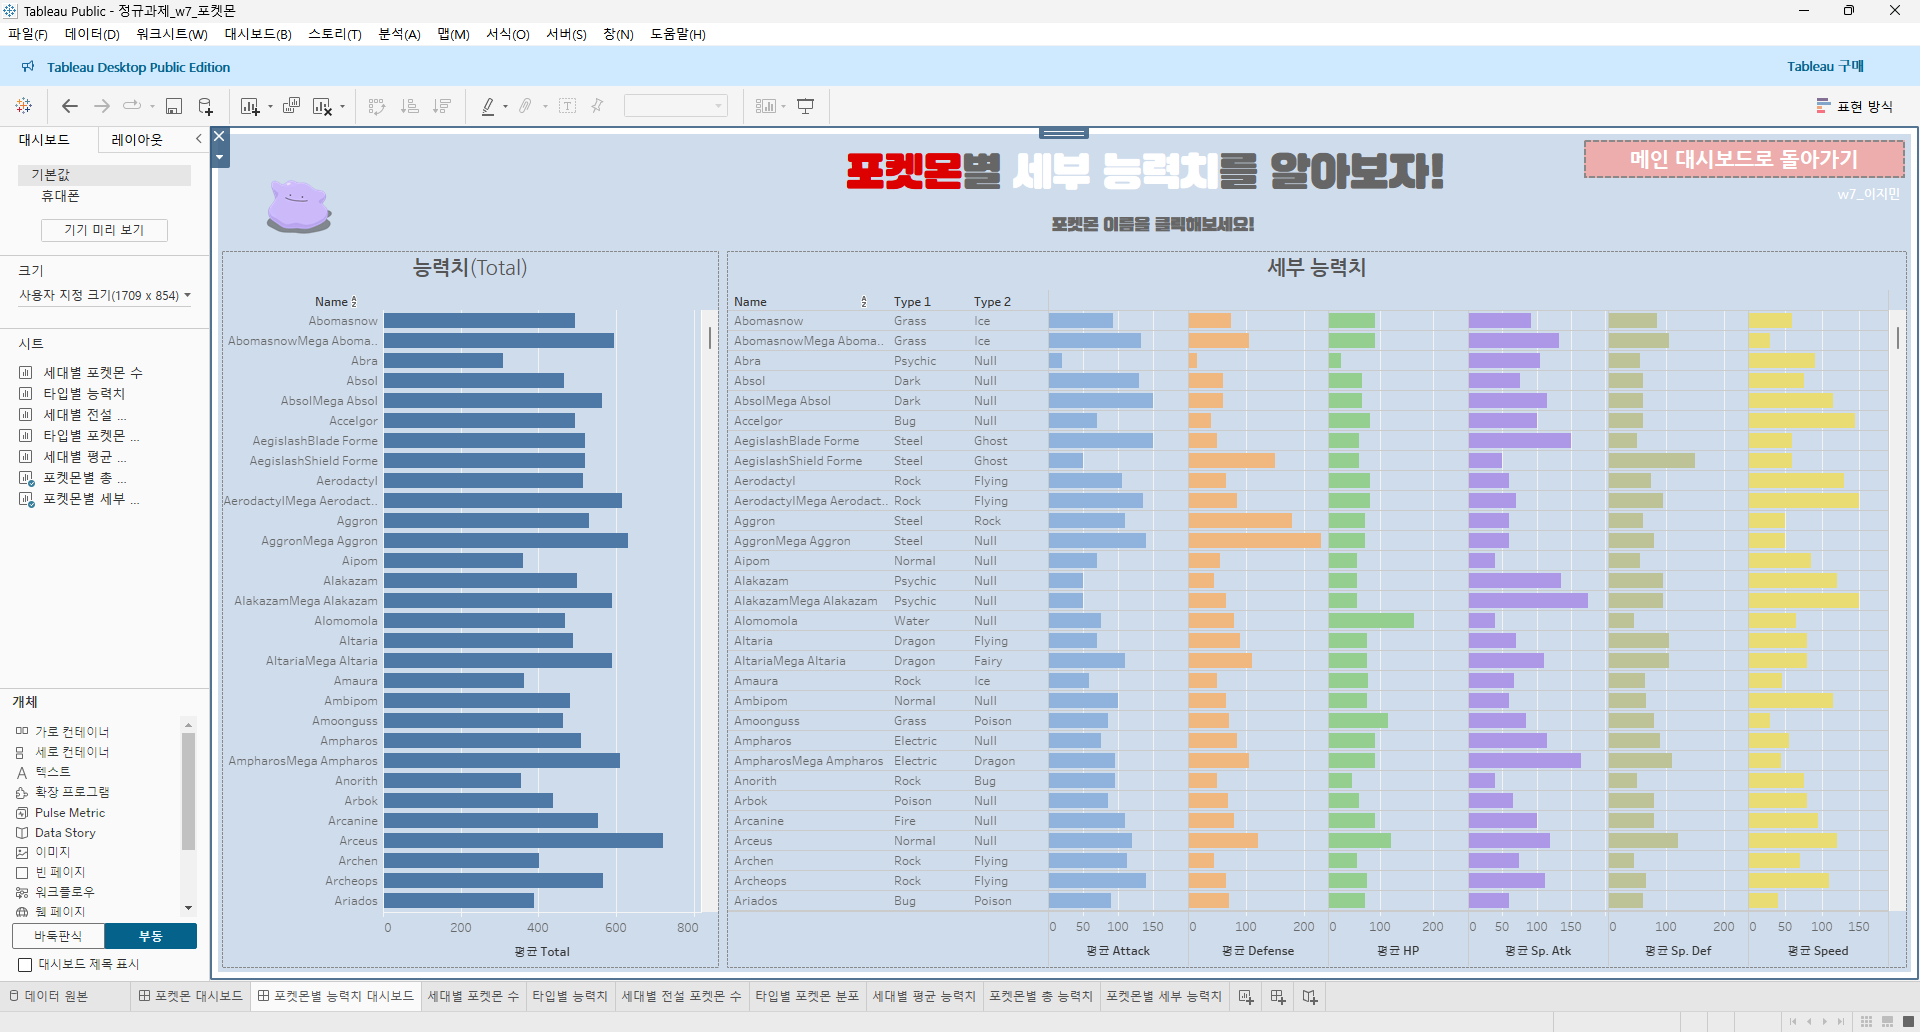 Tableau Public - 정규과제_w7_포켓몬
파일(F) 데이터(D) 워크시트(W) 대시보드(B) 스토리(T) 분석(A) 맵(M) 서식(O) 서버(S) 창(N) 도움말(H)
Tableau Desktop Public Edition
Tableau 구매
표현 방식
대시보드 레이아웃
기본값
휴대폰
기기 미리 보기
크기
사용자 지정 크기(1709 x 854)
시트
세대별 포켓몬 수
타입별 능력치
세대별 전설 ...
타입별 포켓몬 ...
세대별 평균 ...
포켓몬별 총 ...
포켓몬별 세부 ...
개체
가로 컨테이너
세로 컨테이너
텍스트
확장 프로그램
Pulse Metric
Data Story
이미지
빈 페이지
워크플로우
웹 페이지
바둑판식 부동
대시보드 제목 표시
포켓몬별 세부 능력치를 알아보자!
포켓몬 이름을 클릭해보세요!
메인 대시보드로 돌아가기
w7_이지민
능력치(Total)
Name
Abomasnow
AbomasnowMega Aboma..
Abra
Absol
AbsolMega Absol
Accelgor
AegislashBlade Forme
AegislashShield Forme
Aerodactyl
AerodactylMega Aerodact..
Aggron
AggronMega Aggron
Aipom
Alakazam
AlakazamMega Alakazam
Alomomola
Altaria
AltariaMega Altaria
Amaura
Ambipom
Amoonguss
Ampharos
AmpharosMega Ampharos
Anorith
Arbok
Arcanine
Arceus
Archen
Archeops
Ariados
0 200 400 600 800
평균 Total
세부 능력치
Name Type 1 Type 2
Abomasnow Grass Ice
AbomasnowMega Aboma.. Grass Ice
Abra Psychic Null
Absol Dark Null
AbsolMega Absol Dark Null
Accelgor Bug Null
AegislashBlade Forme Steel Ghost
AegislashShield Forme Steel Ghost
Aerodactyl Rock Flying
AerodactylMega Aerodact.. Rock Flying
Aggron Steel Rock
AggronMega Aggron Steel Null
Aipom Normal Null
Alakazam Psychic Null
AlakazamMega Alakazam Psychic Null
Alomomola Water Null
Altaria Dragon Flying
AltariaMega Altaria Dragon Fairy
Amaura Rock Ice
Ambipom Normal Null
Amoonguss Grass Poison
Ampharos Electric Null
AmpharosMega Ampharos Electric Dragon
Anorith Rock Bug
Arbok Poison Null
Arcanine Fire Null
Arceus Normal Null
Archen Rock Flying
Archeops Rock Flying
Ariados Bug Poison
0 50 100 150 0 100 200 0 100 200 0 50 100 150 0 100 200 0 50 100 150
평균 Attack 평균 Defense 평균 HP 평균 Sp. Atk 평균 Sp. Def 평균 Speed
데이터 원본 포켓몬 대시보드 포켓몬별 능력치 대시보드 세대별 포켓몬 수 타입별 능력치 세대별 전설 포켓몬 수 타입별 포켓몬 분포 세대별 평균 능력치 포켓몬별 총 능력치 포켓몬별 세부 능력치